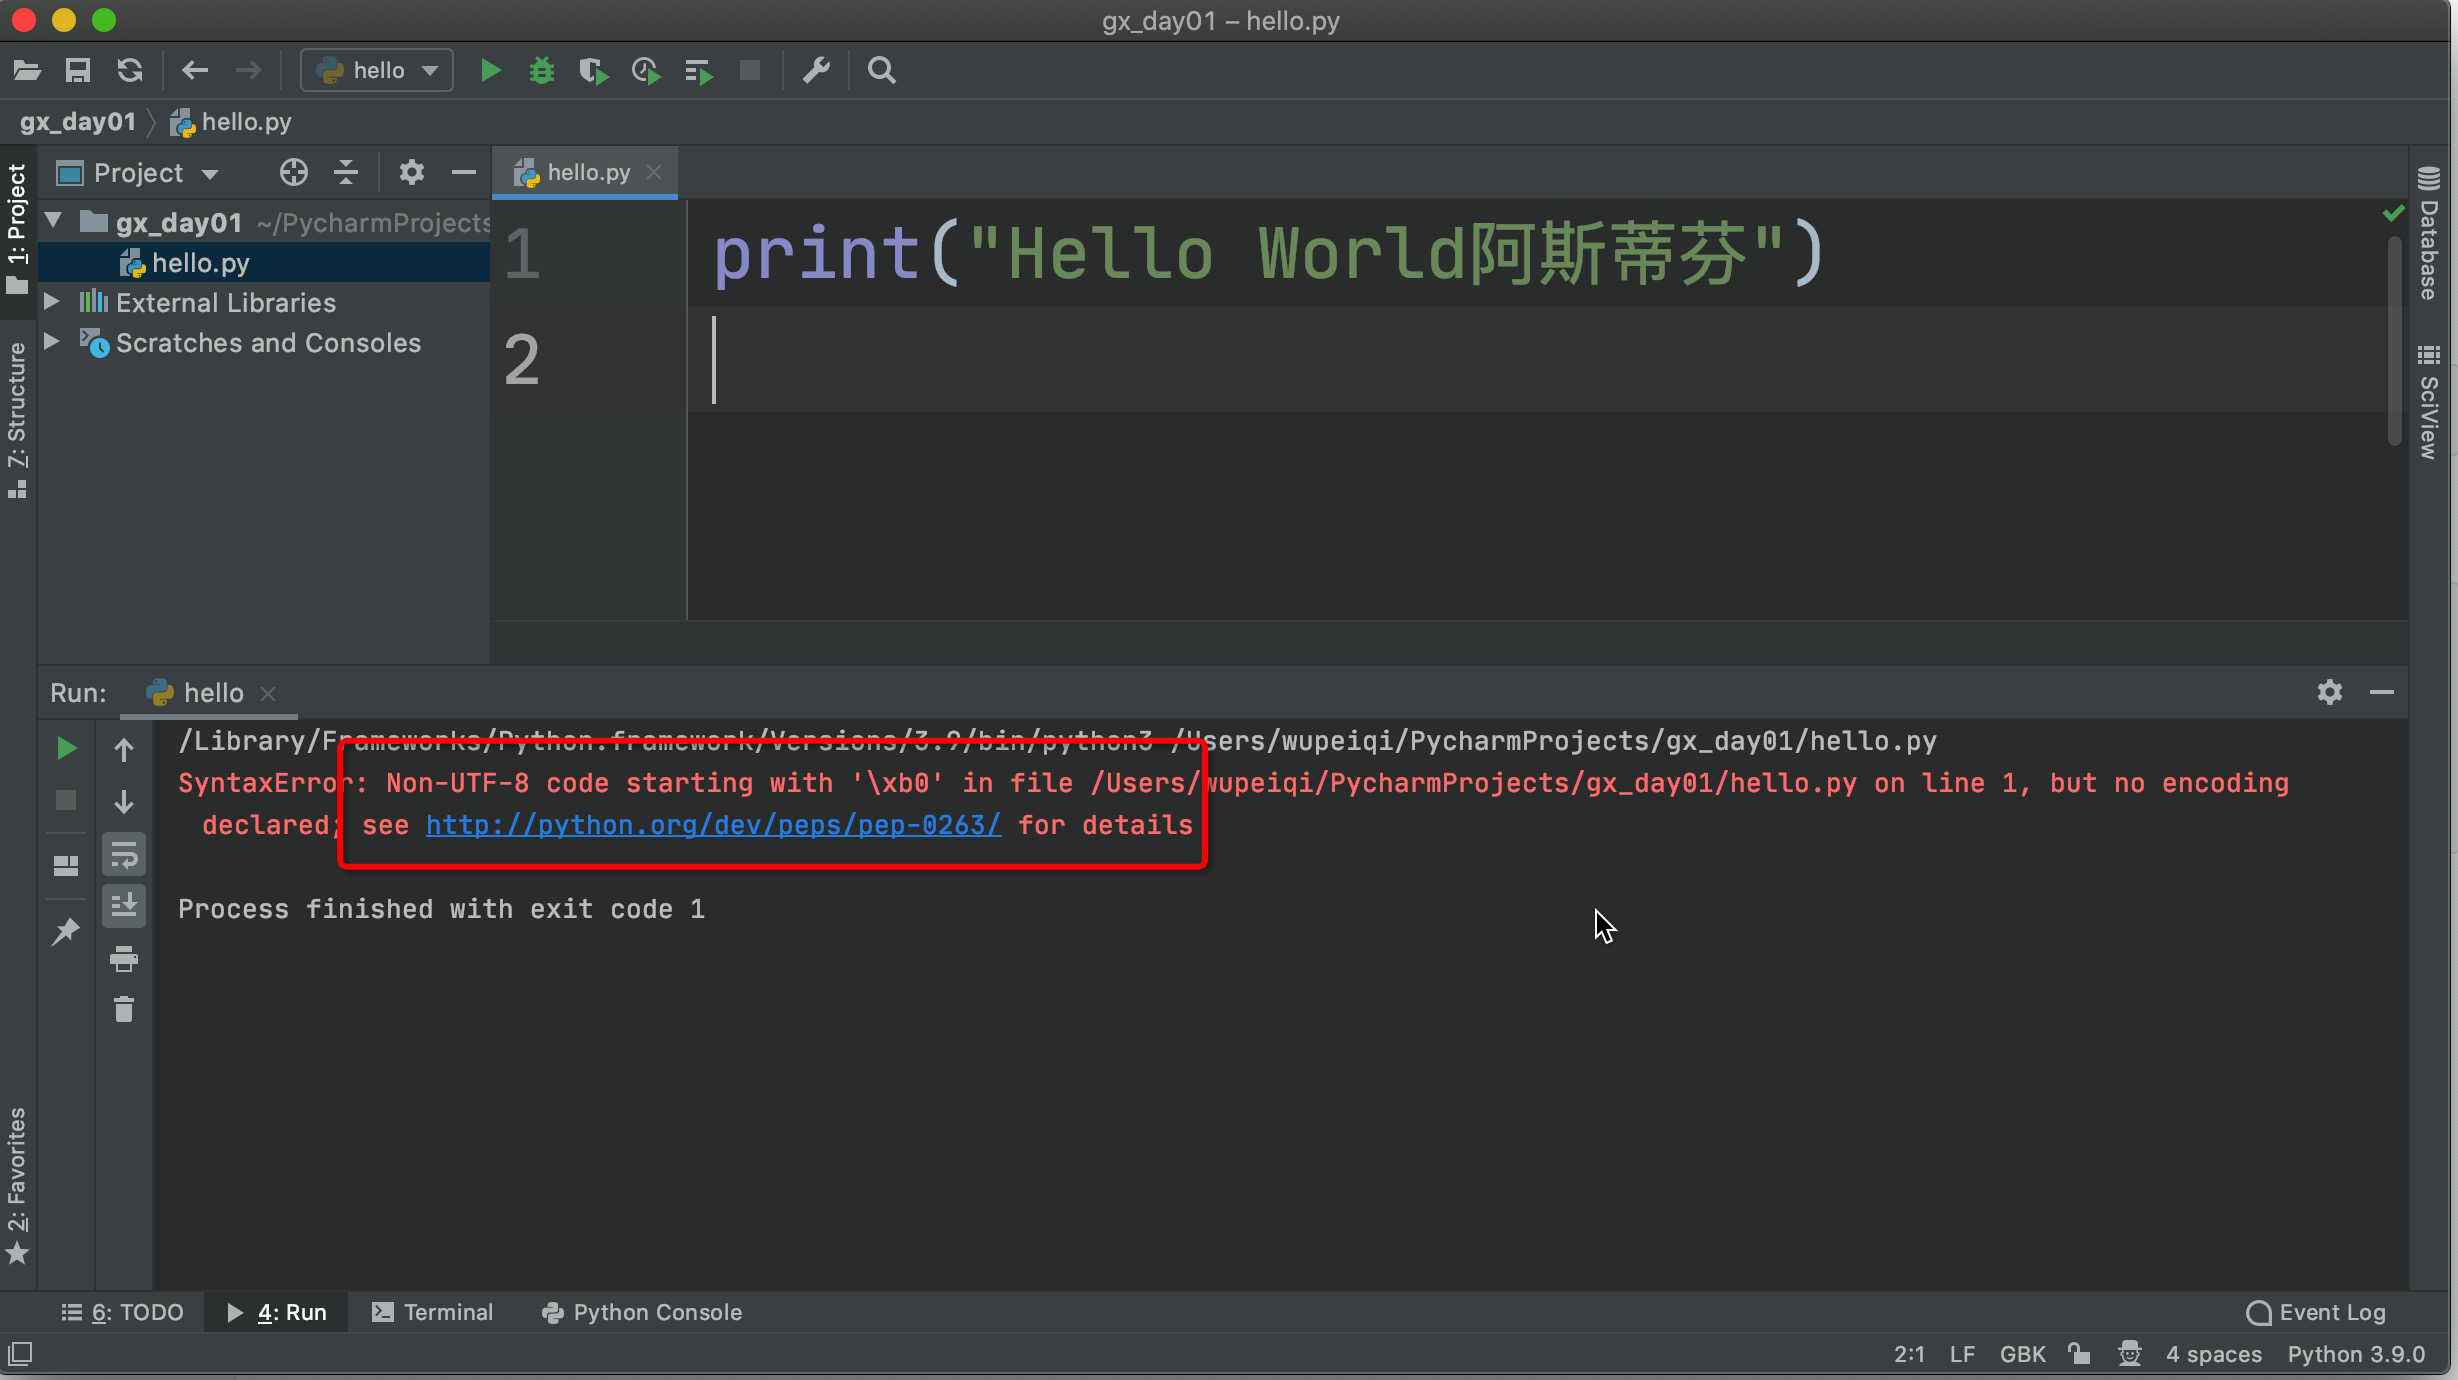 gx_day01 – hello.py
hello
gx_day01
hello.py
1: Project
Project
hello.py
gx_day01 ~/PycharmProjects
hello.py
External Libraries
Scratches and Consoles
7: Structure
1 print("Hello World阿斯蒂芬")
2
Database
SciView
Run: hello
/Library/Frameworks/Python.framework/Versions/3.9/bin/python3 /Users/wupeiqi/PycharmProjects/gx_day01/hello.py
SyntaxError: Non-UTF-8 code starting with '\xb0' in file /Users/wupeiqi/PycharmProjects/gx_day01/hello.py on line 1, but no encoding
declared; see http://python.org/dev/peps/pep-0263/ for details
Process finished with exit code 1
2: Favorites
6: TODO 4: Run Terminal Python Console Event Log
2:1 LF GBK 4 spaces Python 3.9.0